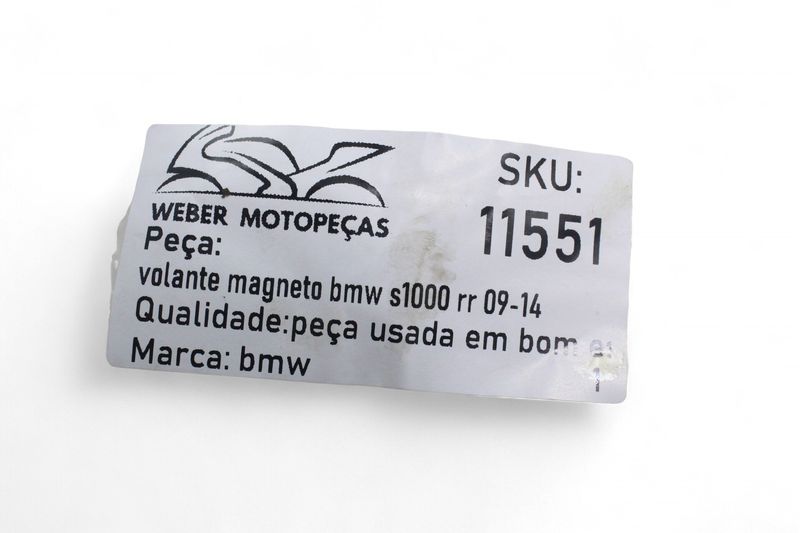 WEBER MOTOPEÇAS
SKU:
11551
Peça:
volante magneto bmw s1000 rr 09-14
Qualidade:peça usada em bom
Marca: bmw
1